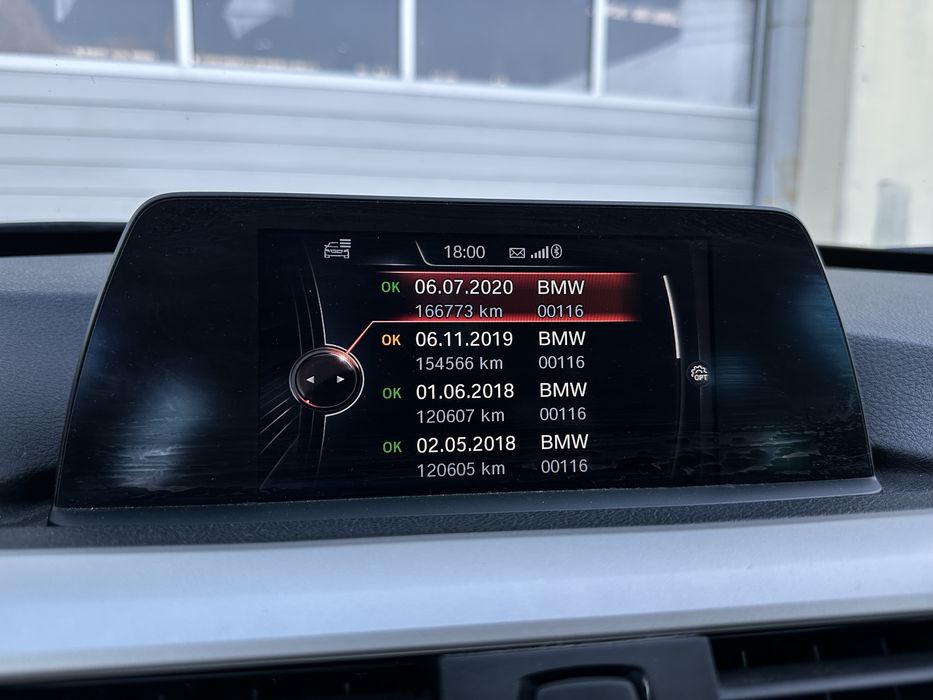 18:00
OK 06.07.2020 BMW
166773 km 00116
OK 06.11.2019 BMW
154566 km 00116
OK 01.06.2018 BMW
120607 km 00116
OK 02.05.2018 BMW
120605 km 00116
OPT